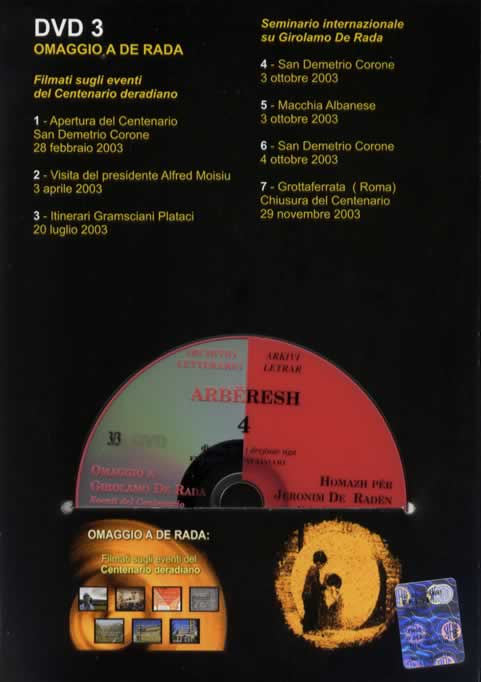 DVD 3
OMAGGIO A DE RADA
Filmati sugli eventi
del Centenario deradiano
1 - Apertura del Centenario
San Demetrio Corone
28 febbraio 2003
2 - Visita del presidente Alfred Moisiu
3 aprile 2003
3 - Itinerari Gramsciani Plataci
20 luglio 2003
Seminario internazionale
su Girolamo De Rada
4 - San Demetrio Corone
3 ottobre 2003
5 - Macchia Albanese
3 ottobre 2003
6 - San Demetrio Corone
4 ottobre 2003
7 - Grottaferrata ( Roma)
Chiusura del Centenario
29 novembre 2003
ARCHIVIO
LETTERARIO
ARKIVI
LETRAR
ARBËRESH
4
drejtuar nga
OMAGGIO A
GIROLAMO DE RADA
Eventi del Centenario
HOMAZH PËR
JERONIM DE RADËN
OMAGGIO A DE RADA:
Filmati sugli eventi del
Centenario deradiano